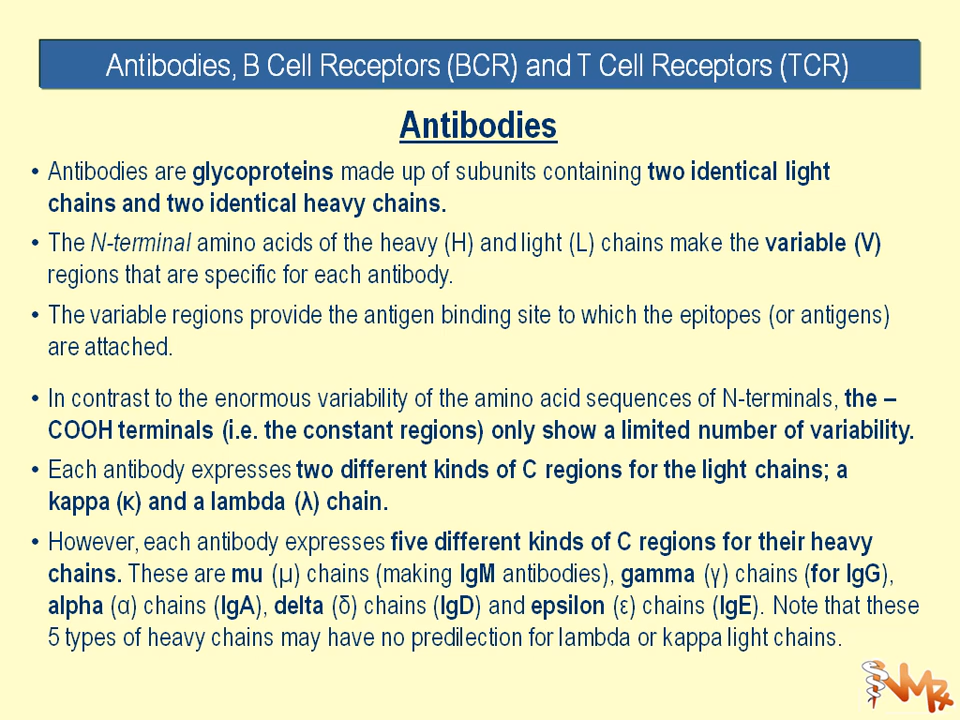 Antibodies, B Cell Receptors (BCR) and T Cell Receptors (TCR)
Antibodies
• Antibodies are glycoproteins made up of subunits containing two identical light
chains and two identical heavy chains.
• The N-terminal amino acids of the heavy (H) and light (L) chains make the variable (V)
regions that are specific for each antibody.
• The variable regions provide the antigen binding site to which the epitopes (or antigens)
are attached.
• In contrast to the enormous variability of the amino acid sequences of N-terminals, the –
COOH terminals (i.e. the constant regions) only show a limited number of variability.
• Each antibody expresses two different kinds of C regions for the light chains; a
kappa (κ) and a lambda (λ) chain.
• However, each antibody expresses five different kinds of C regions for their heavy
chains. These are mu (μ) chains (making IgM antibodies), gamma (γ) chains (for IgG),
alpha (α) chains (IgA), delta (δ) chains (IgD) and epsilon (ε) chains (IgE). Note that these
5 types of heavy chains may have no predilection for lambda or kappa light chains.
VMRx